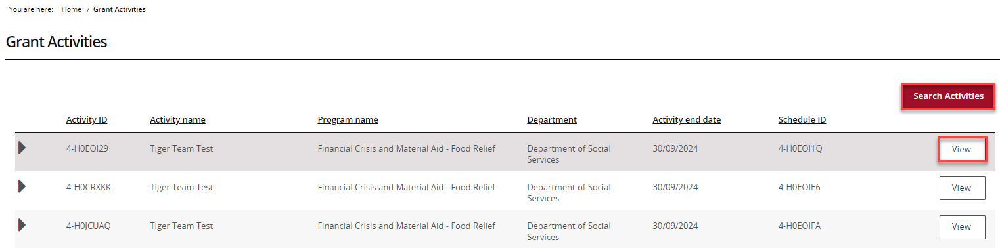 You are here: Home / Grant Activities
Grant Activities
Search Activities
Activity ID Activity name Program name Department Activity end date Schedule ID
4-H0EOI29 Tiger Team Test Financial Crisis and Material Aid - Food Relief Department of Social 30/09/2024 4-H0EOI1Q View
Services
4-H0CRXKK Tiger Team Test Financial Crisis and Material Aid - Food Relief Department of Social 30/09/2024 4-H0EOIE6 View
Services
4-H0JCUAQ Tiger Team Test Financial Crisis and Material Aid - Food Relief Department of Social 30/09/2024 4-H0EOIFA View
Services